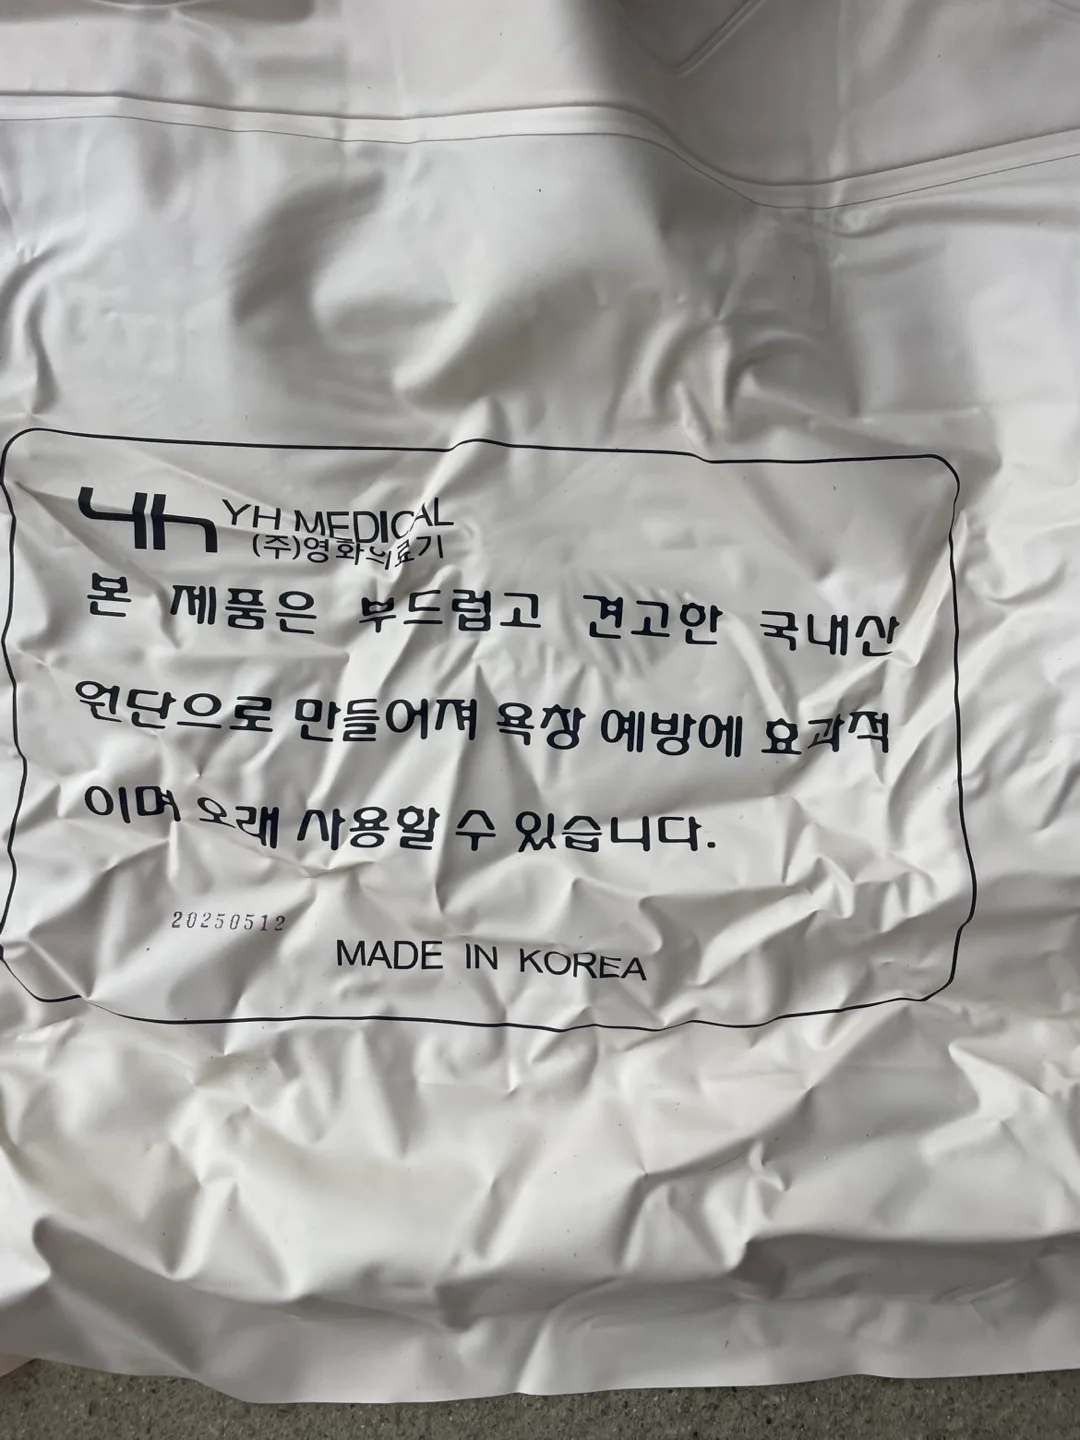 yh YH MEDICAL
(주)영화의료기
본 제품은 부드럽고 견고한 국내산
원단으로 만들어져 욕창 예방에 효과적
이며 오래 사용할 수 있습니다.
20250512
MADE IN KOREA